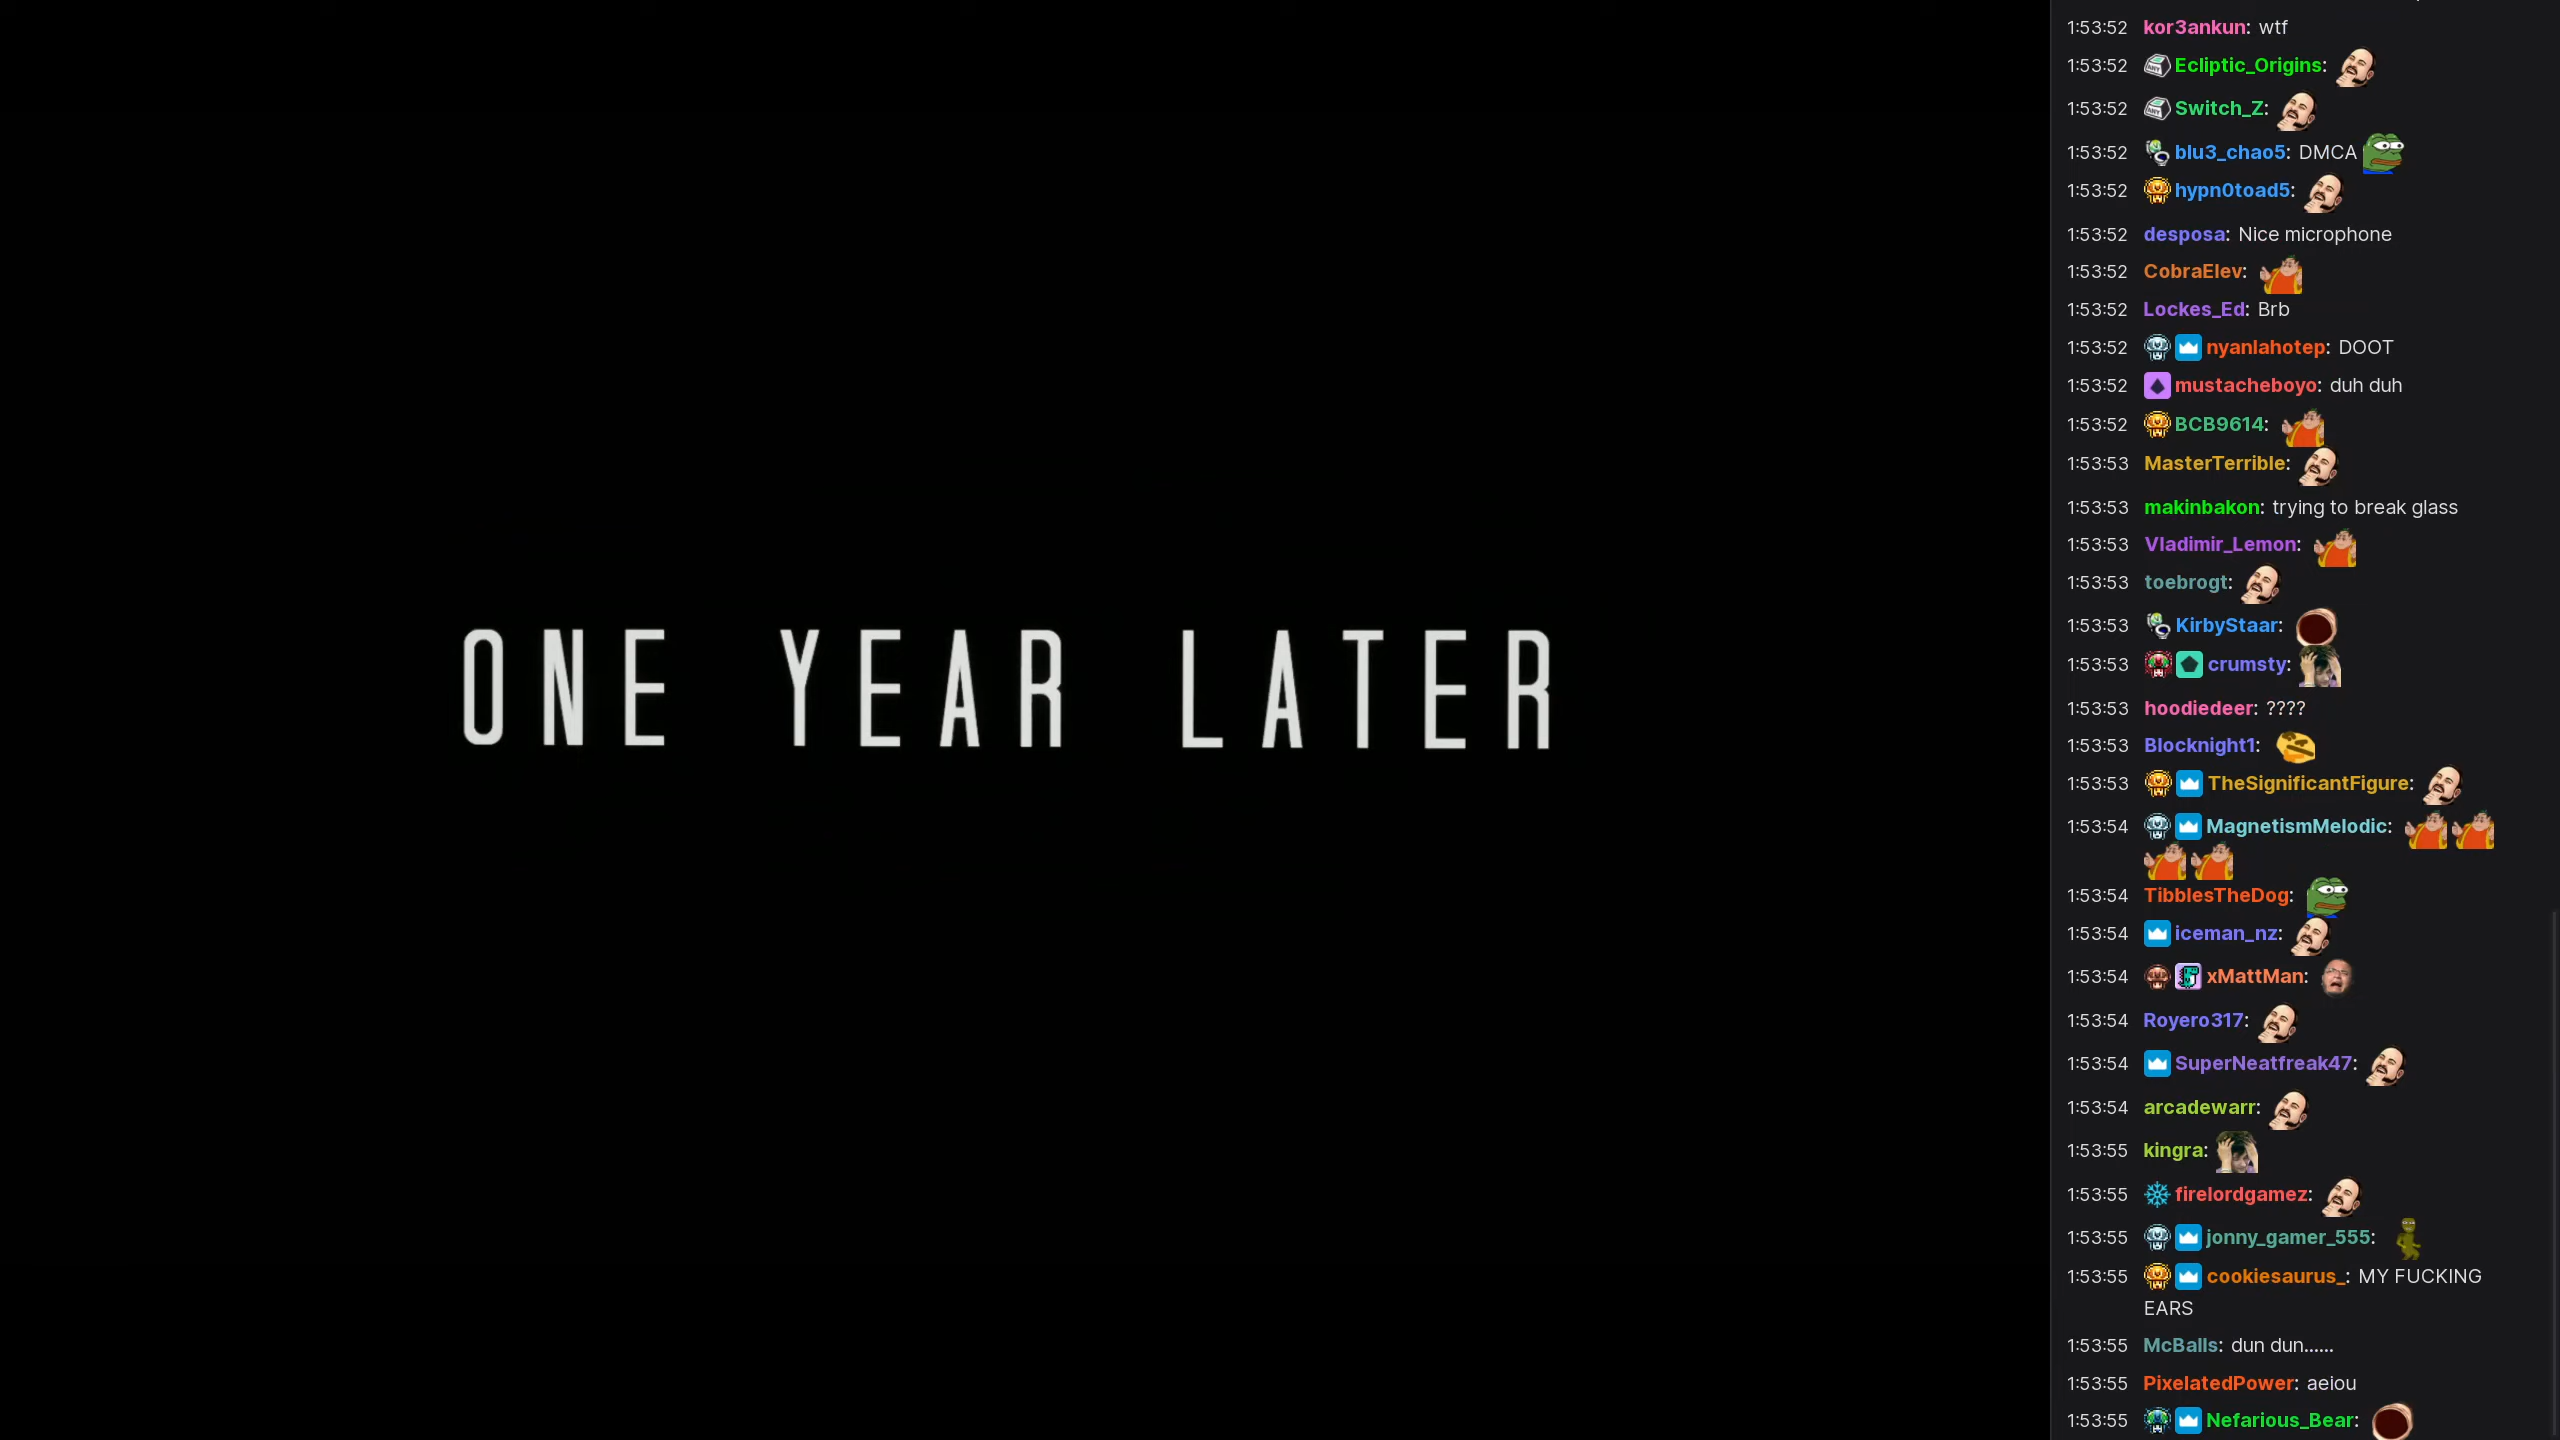 ONE YEAR LATER
1:53:52 kor3ankun: wtf
1:53:52 Ecliptic_Origins:
1:53:52 Switch_Z:
1:53:52 blu3_chao5: DMCA
1:53:52 hypn0toad5:
1:53:52 desposa: Nice microphone
1:53:52 CobraElev:
1:53:52 Lockes_Ed: Brb
1:53:52 nyanlahotep: DOOT
1:53:52 mustacheboyo: duh duh
1:53:52 BCB9614:
1:53:53 MasterTerrible:
1:53:53 makinbakon: trying to break glass
1:53:53 Vladimir_Lemon:
1:53:53 toebrogt:
1:53:53 KirbyStaar:
1:53:53 crumsty:
1:53:53 hoodiedeer: ????
1:53:53 Blocknight1:
1:53:53 TheSignificantFigure:
1:53:54 MagnetismMelodic:
1:53:54 TibblesTheDog:
1:53:54 iceman_nz:
1:53:54 xMattMan:
1:53:54 Royero317:
1:53:54 SuperNeatfreak47:
1:53:54 arcadewarr:
1:53:55 kingra:
1:53:55 firelordgamez:
1:53:55 jonny_gamer_555:
1:53:55 cookiesaurus_: MY FUCKING
EARS
1:53:55 McBalls: dun dun......
1:53:55 PixelatedPower: aeiou
1:53:55 Nefarious_Bear: